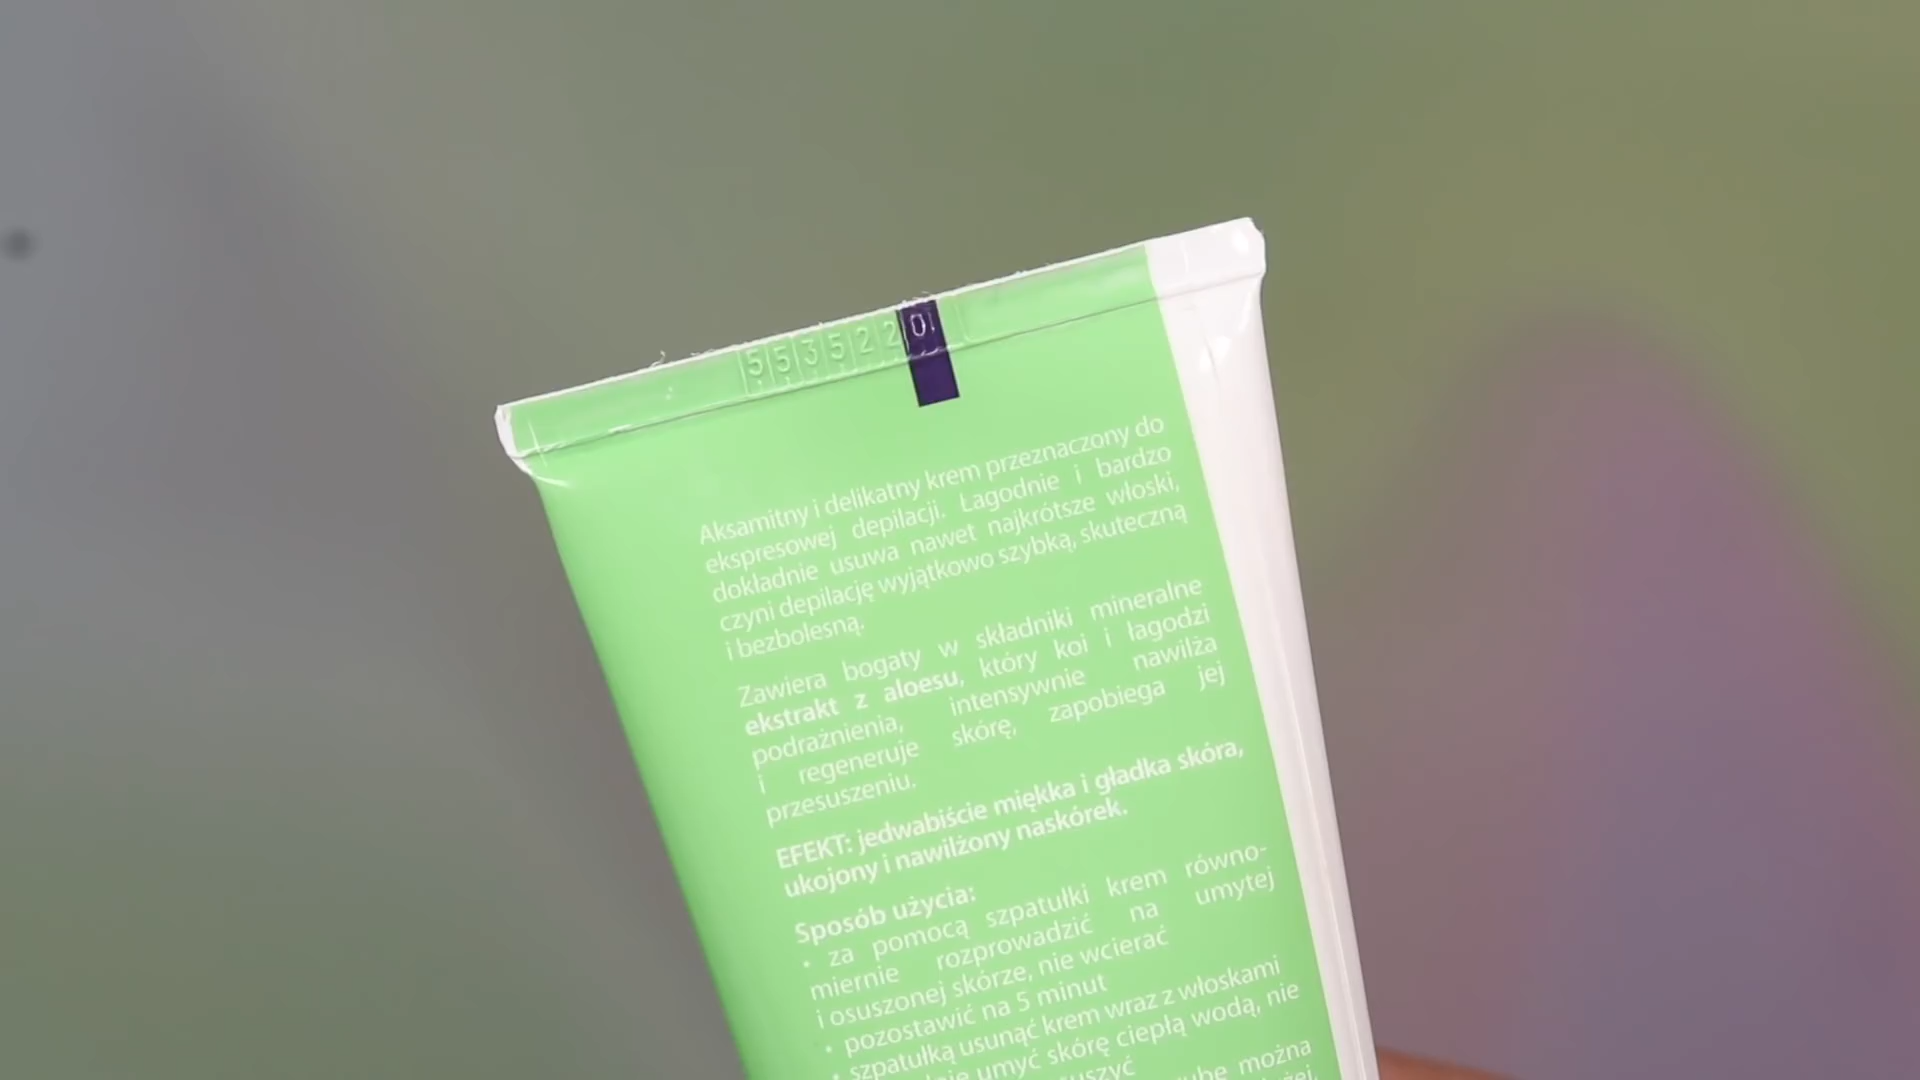 5535220
Aksamitny i delikatny krem przeznaczony do
ekspresowej depilacji. Łagodnie i bardzo
dokładnie usuwa nawet najkrótsze włoski,
czyni depilację wyjątkowo szybką, skuteczną
i bezbolesną.
Zawiera bogaty w składniki mineralne
ekstrakt z aloesu, który koi i łagodzi
podrażnienia, intensywnie nawilża
i regeneruje skórę, zapobiega jej
przesuszeniu.
EFEKT: jedwabiście miękka i gładka skóra,
ukojony i nawilżony naskórek.
Sposób użycia:
• za pomocą szpatułki krem równo-
miernie rozprowadzić na umytej
i osuszonej skórze, nie wcierać
• pozostawić na 5 minut
• szpatułką usunąć krem wraz z włoskami
umyć skórę ciepłą wodą, nie
można